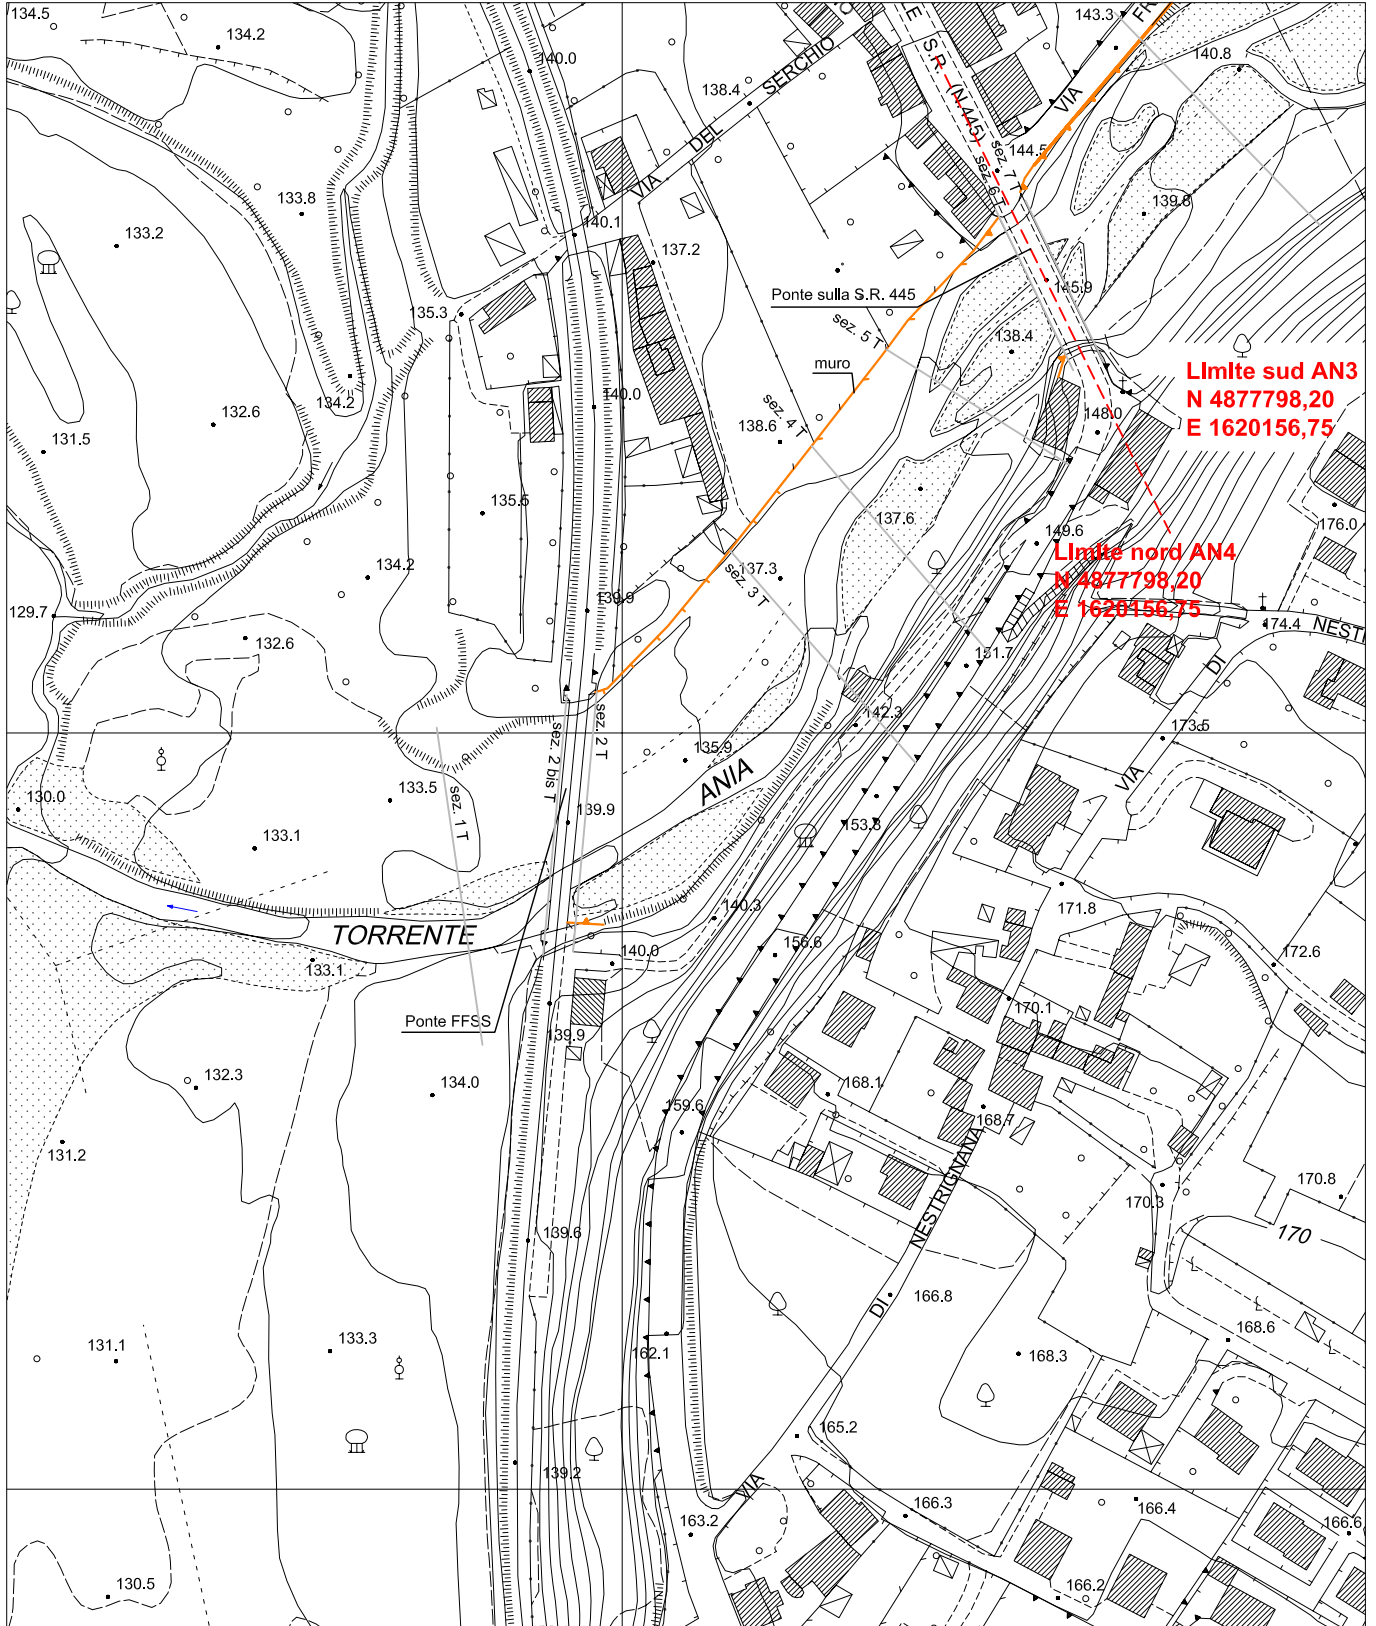 134.5
134.2
140.0
138.4
VIA DEL SERCHIO
S.R. (N.445)
143.3
VIA
FR
140.8
sez. 7 T
sez. 6 T
144.5
133.8
133.2
140.1
137.2
139.8
145.9
Ponte sulla S.R. 445
135.3
sez. 5 T
138.4
muro
LImIte sud AN3
N 4877798,20
E 1620156,75
134.2
140.0
132.6
131.5
sez. 4 T
138.6
148.0
135.5
137.6
149.6
176.0
LImIte nord AN4
N 4877798,20
E 1620156,75
134.2
137.3
sez. 3 T
129.7
139.9
132.6
174.4
151.7
VIA DI
NESTR
142.3
173.5
sez. 2 T
sez. 2 bis T
135.9
ANIA
130.0
133.5
sez. 1 T
139.9
153.8
133.1
171.8
140.3
TORRENTE
156.6
133.1
140.0
172.6
Ponte FFSS
139.9
170.1
132.3
134.0
168.1
159.6
168.7
131.2
170.3
170.8
139.6
170
VIA DI NESTRIGNANA
166.8
131.1
133.3
162.1
168.3
168.6
165.2
139.2
163.2
166.3
166.4
166.6
130.5
166.2